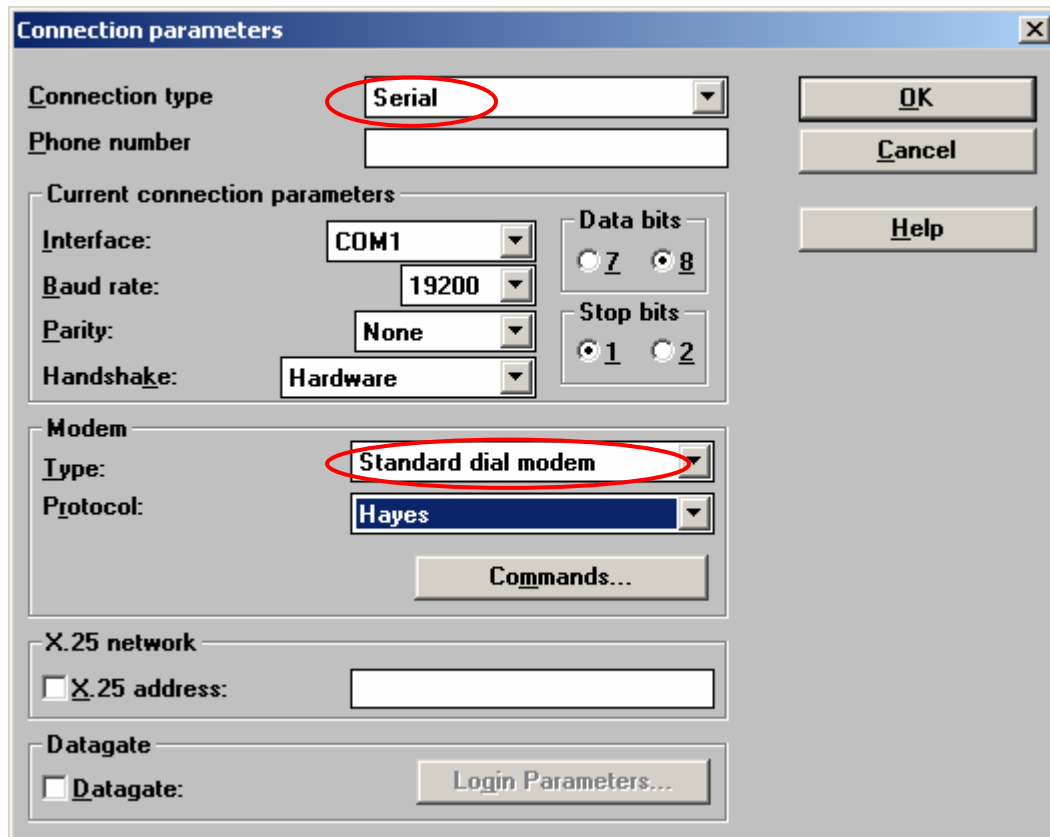 Connection parameters
Connection type
Serial
OK
Phone number
Cancel
Current connection parameters
Help
Interface:
COM1
Data bits
7 8
Baud rate:
19200
Parity:
None
Stop bits
1 2
Handshake:
Hardware
Modem
Type:
Standard dial modem
Protocol:
Hayes
Commands...
X.25 network
X.25 address:
Datagate
Datagate:
Login Parameters...